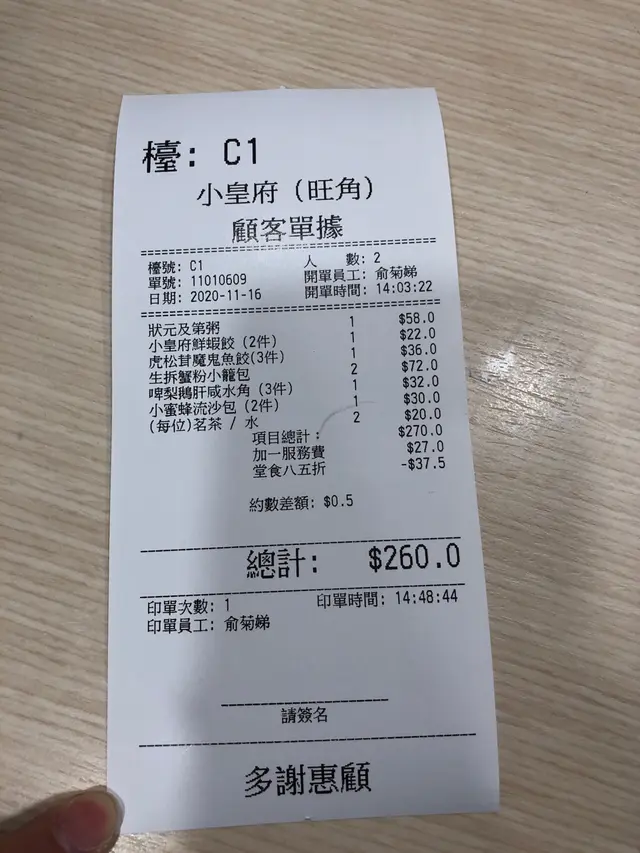 檯: C1
小皇府 (旺角)
顧客單據
檯號: C1 人 數: 2
單號: 11010609 開單員工: 俞菊娣
日期: 2020-11-16 開單時間: 14:03:22
狀元及第粥 1 $58.0
小皇府鮮蝦餃 (2件) 1 $22.0
虎松茸魔鬼魚餃(3件) 1 $36.0
生拆蟹粉小籠包 2 $72.0
啤梨鵝肝咸水角 (3件) 1 $32.0
小蜜蜂流沙包 (2件) 1 $30.0
(每位)茗茶 / 水 2 $20.0
項目總計: $270.0
加一服務費 $27.0
堂食八五折 -$37.5
約數差額: $0.5
總計: $260.0
印單次數: 1 印單時間: 14:48:44
印單員工: 俞菊娣
請簽名
多謝惠顧